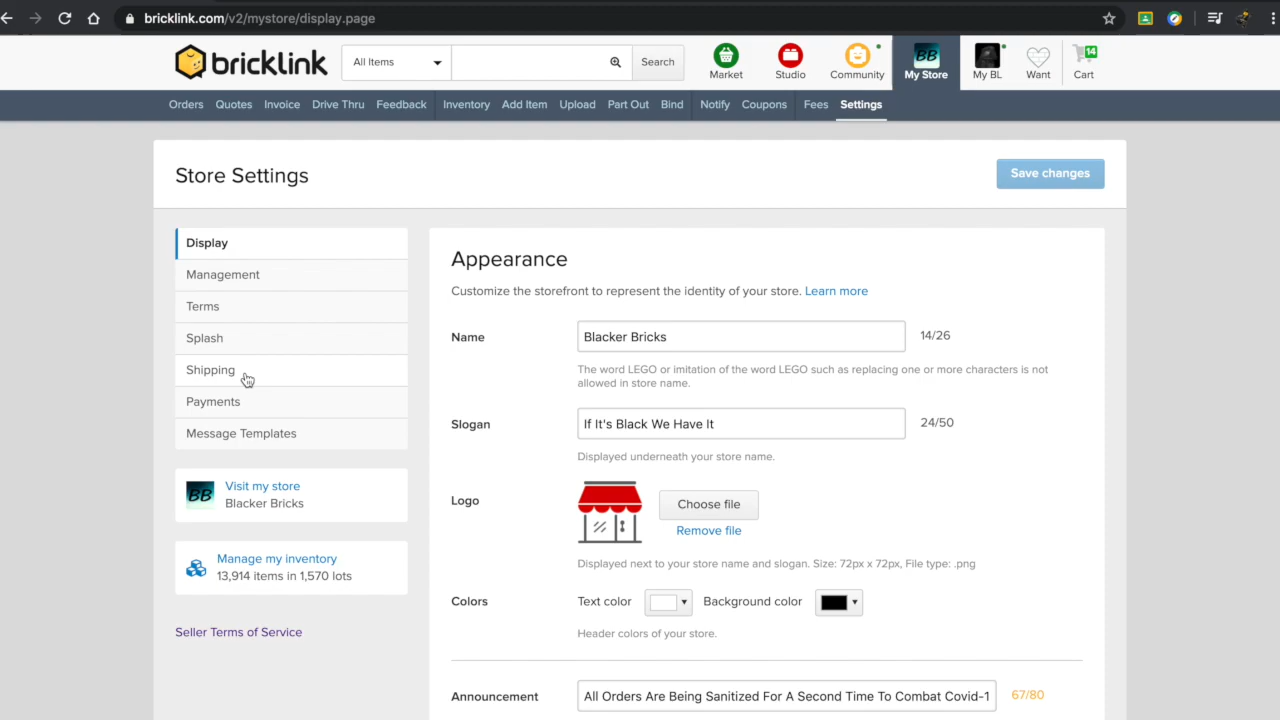 bricklink.com/v2/mystore/display.page
bricklink
All Items
Search
Market
Studio
Community
My Store
My BL
Want
14
Cart
Orders Quotes Invoice Drive Thru Feedback Inventory Add Item Upload Part Out Bind Notify Coupons Fees Settings
Store Settings
Save changes
Display
Management
Terms
Splash
Shipping
Payments
Message Templates
BB
Visit my store
Blacker Bricks
Manage my inventory
13,914 items in 1,570 lots
Seller Terms of Service
Appearance
Customize the storefront to represent the identity of your store. Learn more
Name
Blacker Bricks
14/26
The word LEGO or imitation of the word LEGO such as replacing one or more characters is not
allowed in store name.
Slogan
If It's Black We Have It
24/50
Displayed underneath your store name.
Logo
Choose file
Remove file
Displayed next to your store name and slogan. Size: 72px x 72px, File type: .png
Colors
Text color
Background color
Header colors of your store.
Announcement
All Orders Are Being Sanitized For A Second Time To Combat Covid-1
67/80